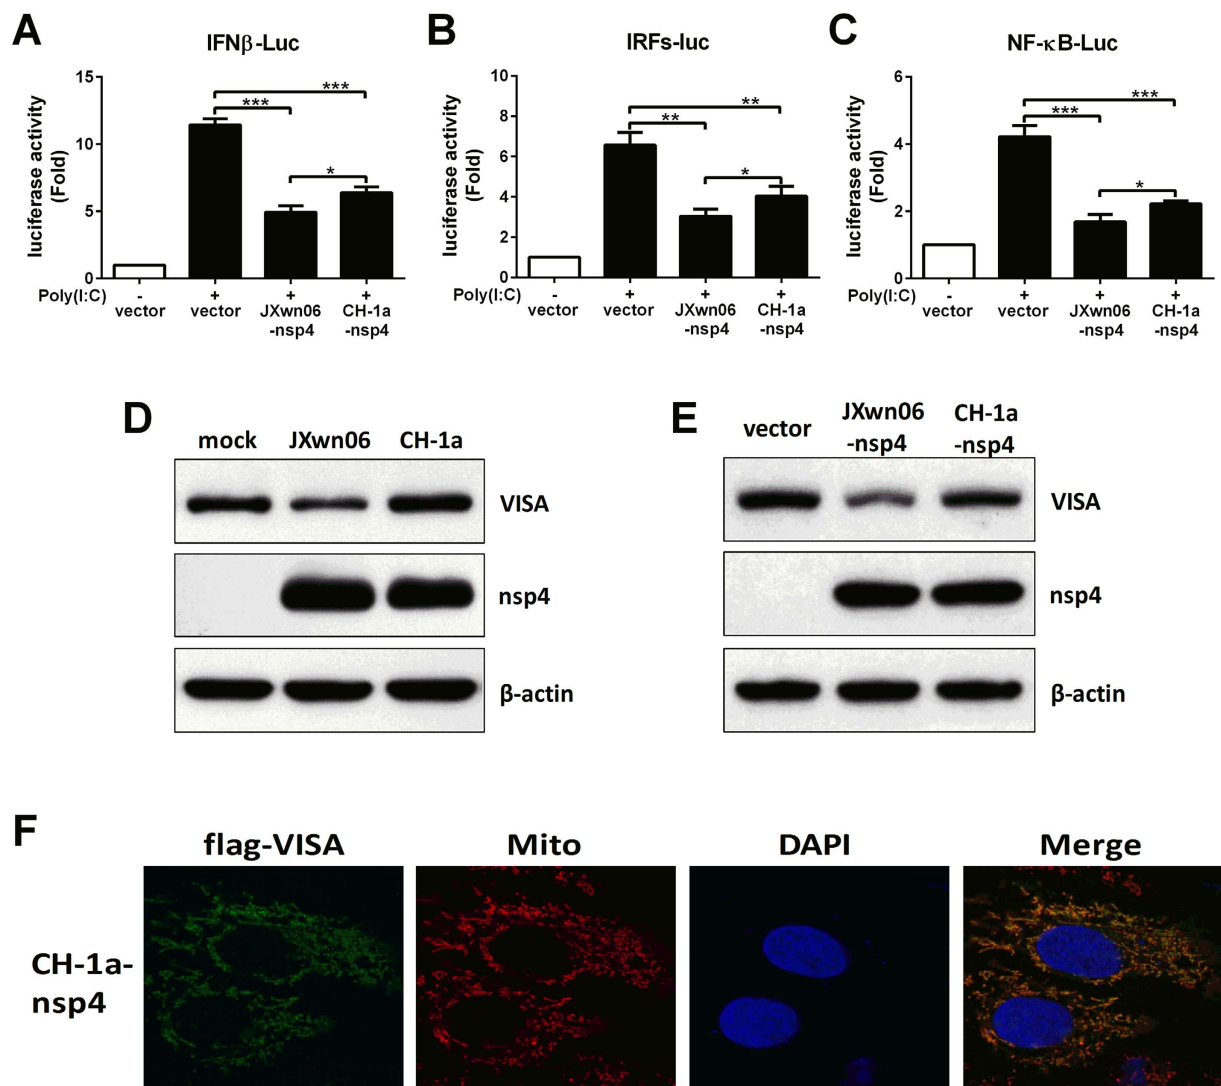 A
IFNβ-Luc
luciferase activity
(Fold)
15
10
5
0
***
***
*
Poly(I:C)
- + + +
vector vector JXwn06 CH-1a
-nsp4 -nsp4
B
IRFs-luc
luciferase activity
(Fold)
10
8
6
4
2
0
**
**
*
Poly(I:C)
- + + +
vector vector JXwn06 CH-1a
-nsp4 -nsp4
C
NF-κB-Luc
luciferase activity
(Fold)
6
4
2
0
***
***
*
Poly(I:C)
- + + +
vector vector JXwn06 CH-1a
-nsp4 -nsp4
D
mock JXwn06 CH-1a
VISA
nsp4
β-actin
E
vector JXwn06 CH-1a
-nsp4 -nsp4
VISA
nsp4
β-actin
F
flag-VISA Mito DAPI Merge
CH-1a-
nsp4